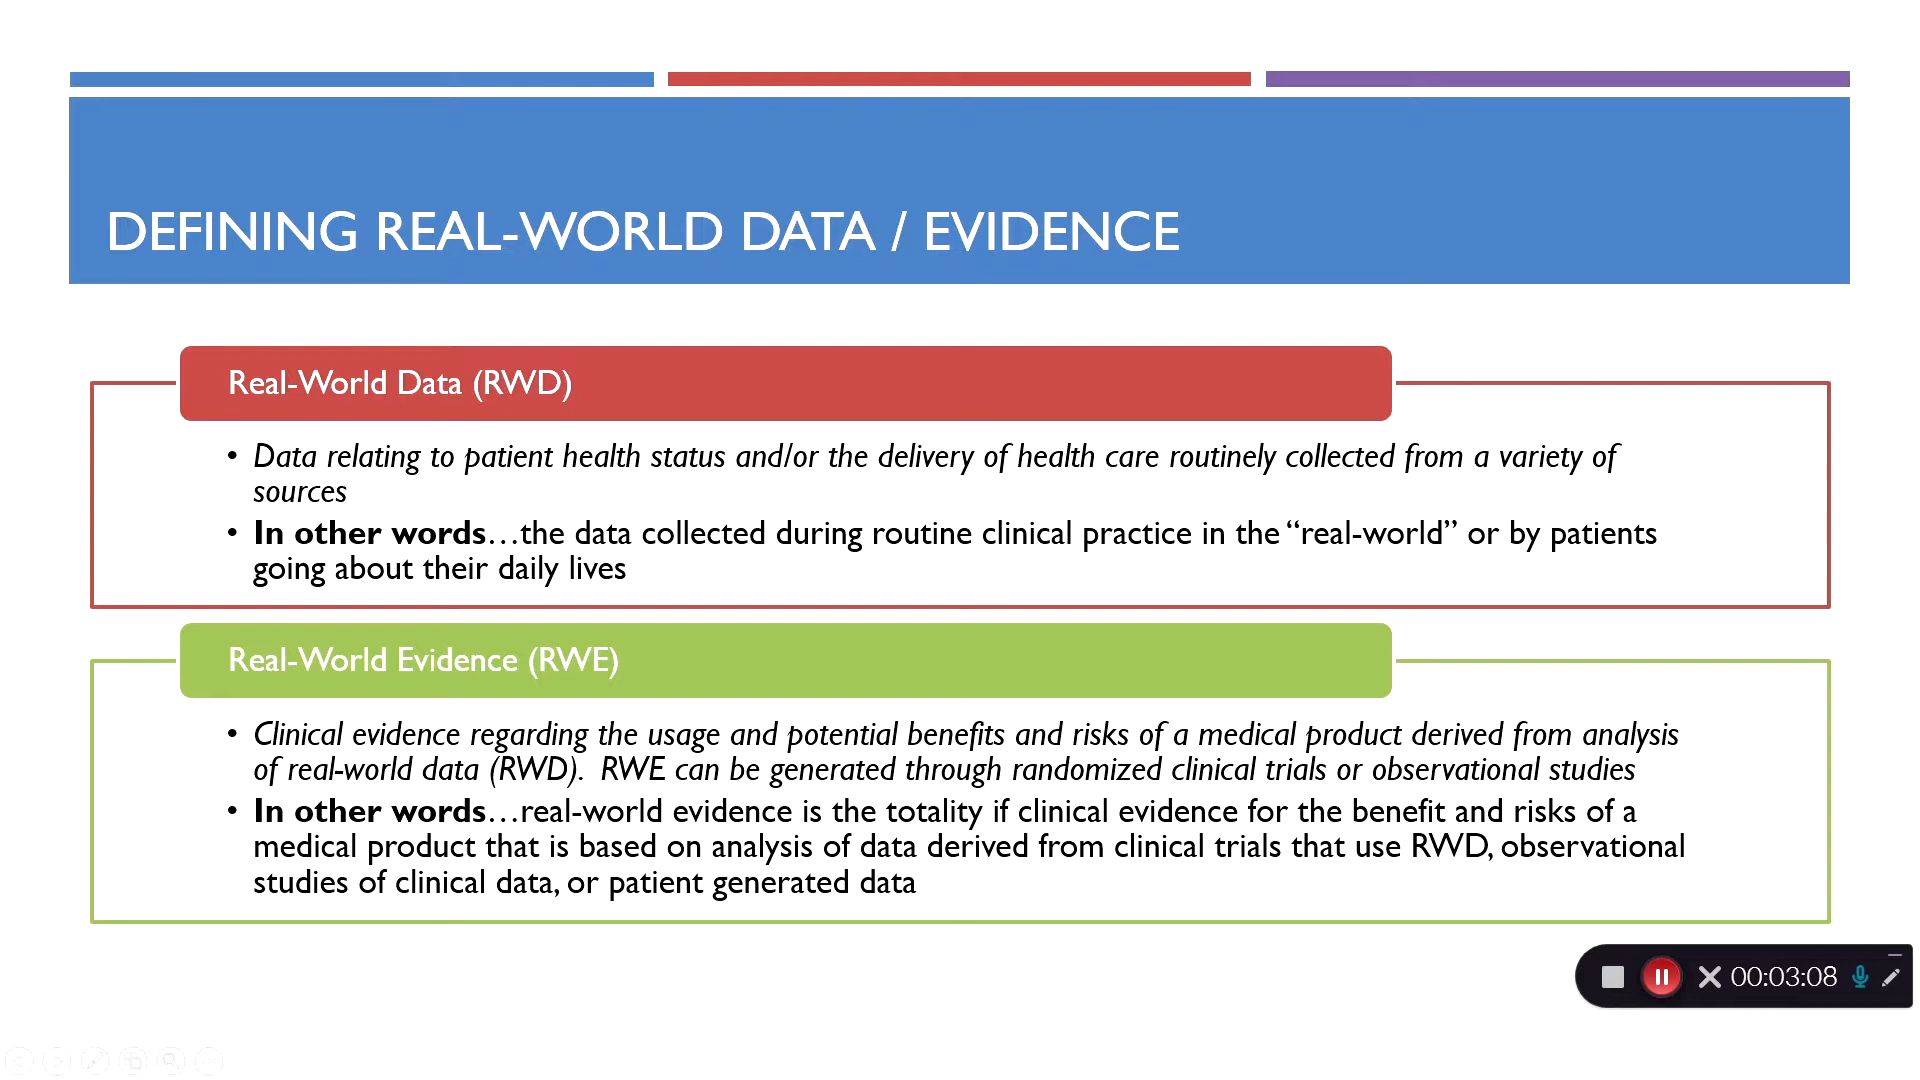 DEFINING REAL-WORLD DATA / EVIDENCE
Real-World Data (RWD)
• Data relating to patient health status and/or the delivery of health care routinely collected from a variety of
sources
• In other words…the data collected during routine clinical practice in the “real-world” or by patients
going about their daily lives
Real-World Evidence (RWE)
• Clinical evidence regarding the usage and potential benefits and risks of a medical product derived from analysis
of real-world data (RWD).  RWE can be generated through randomized clinical trials or observational studies
• In other words…real-world evidence is the totality if clinical evidence for the benefit and risks of a
medical product that is based on analysis of data derived from clinical trials that use RWD, observational
studies of clinical data, or patient generated data
00:03:08